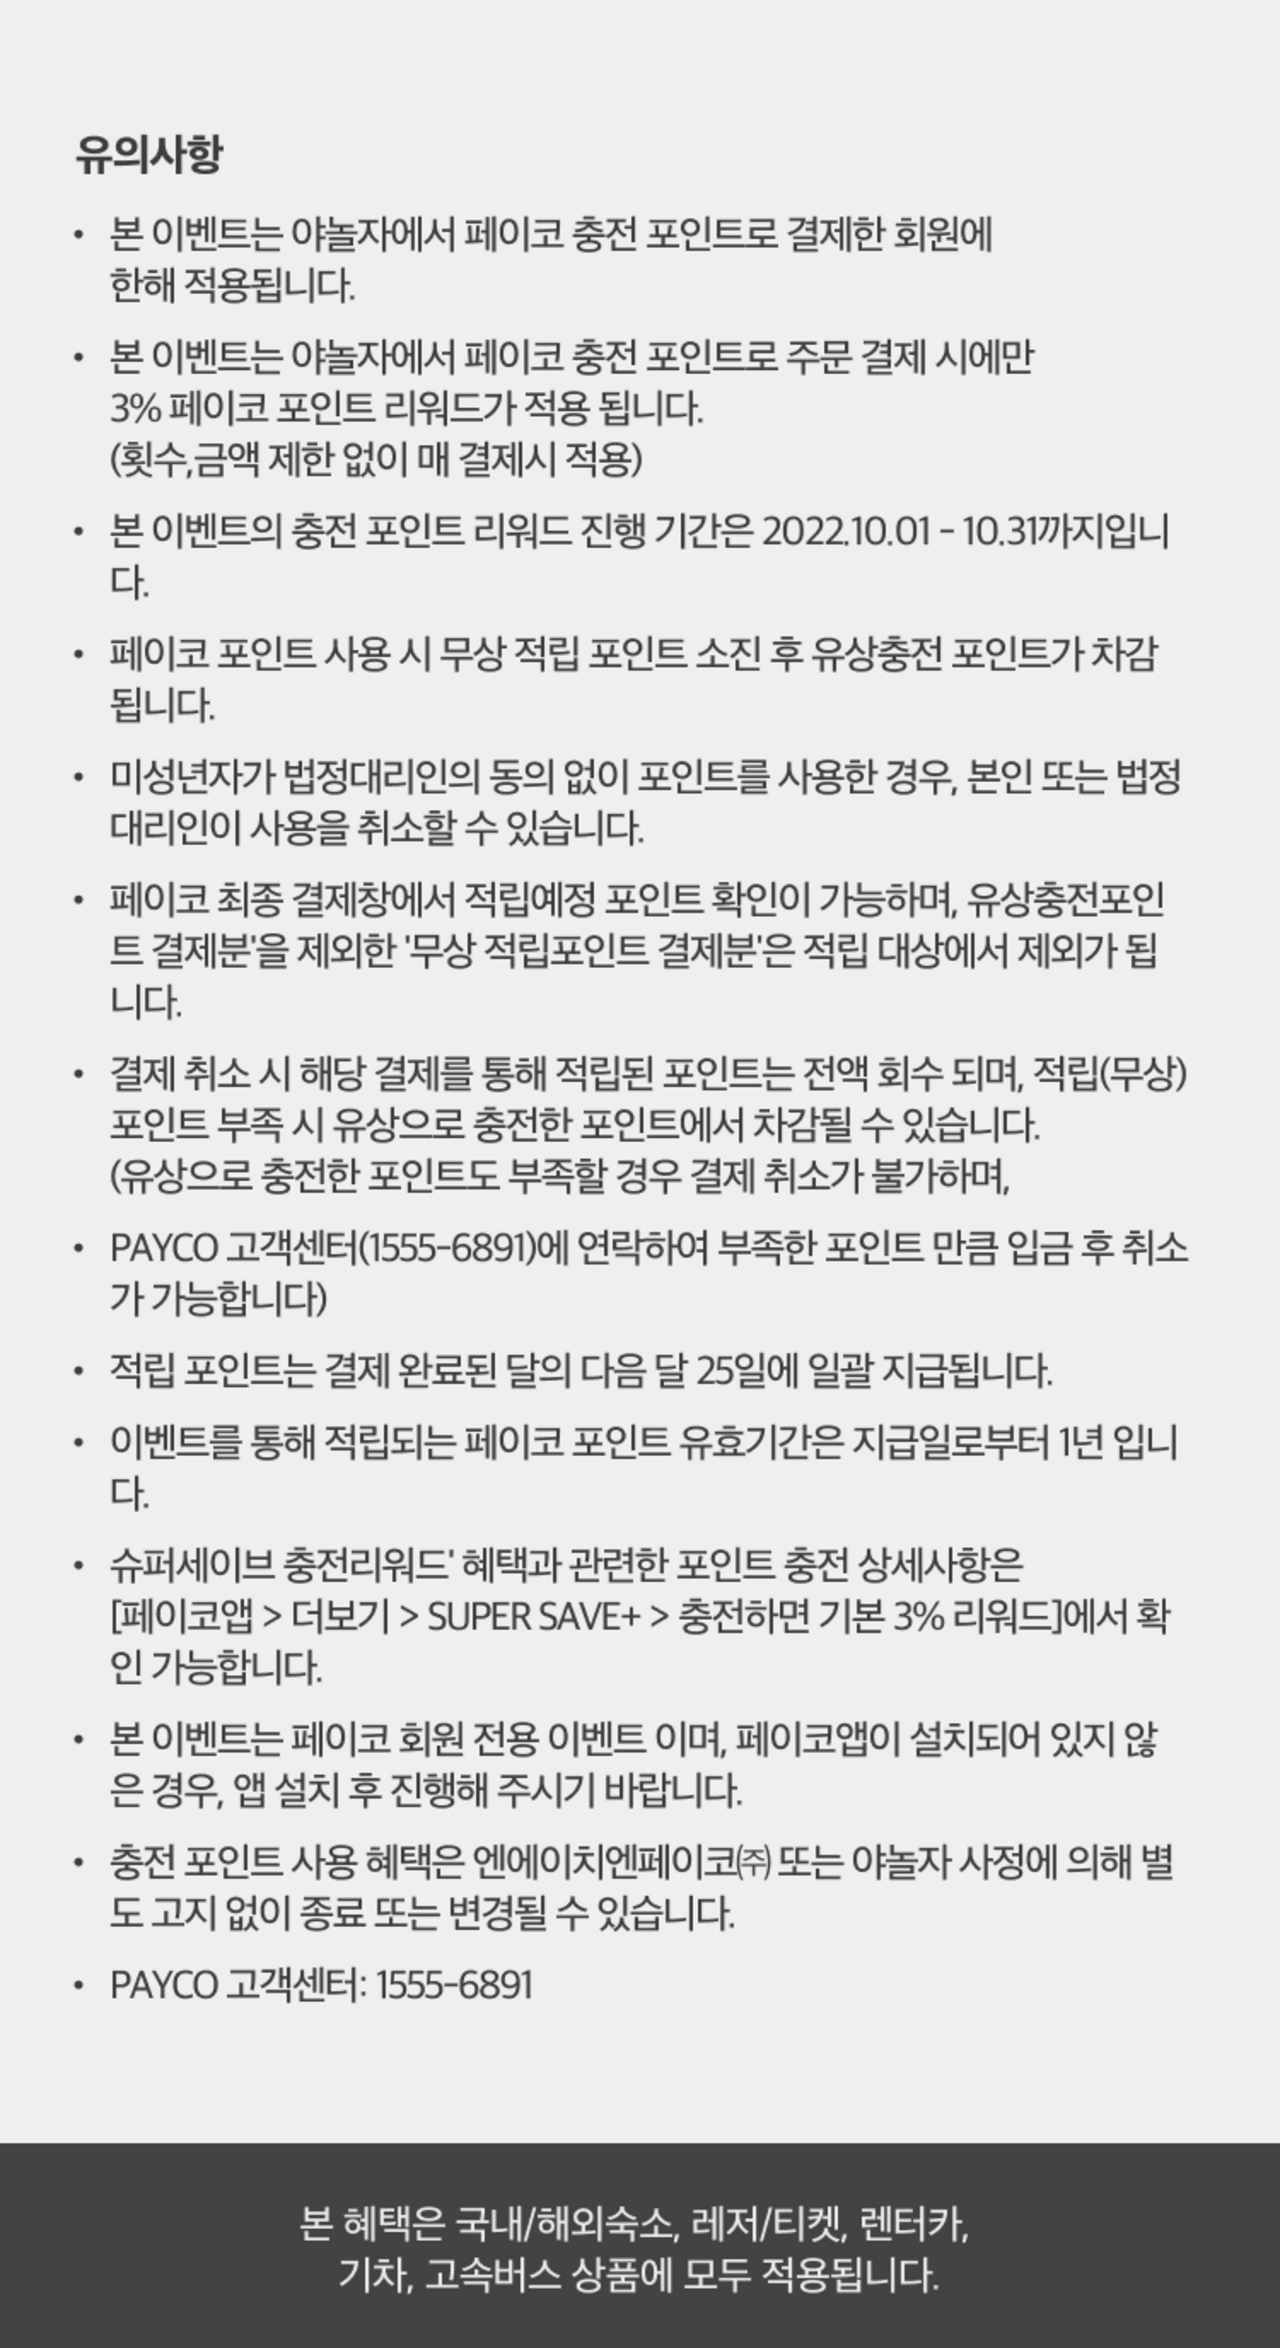 유의사항
• 본 이벤트는 야놀자에서 페이코 충전 포인트로 결제한 회원에
한해 적용됩니다.
• 본 이벤트는 야놀자에서 페이코 충전 포인트로 주문 결제 시에만
3% 페이코 포인트 리워드가 적용 됩니다.
(횟수,금액 제한 없이 매 결제시 적용)
• 본 이벤트의 충전 포인트 리워드 진행 기간은 2022.10.01 - 10.31까지입니
다.
• 페이코 포인트 사용 시 무상 적립 포인트 소진 후 유상충전 포인트가 차감
됩니다.
• 미성년자가 법정대리인의 동의 없이 포인트를 사용한 경우, 본인 또는 법정
대리인이 사용을 취소할 수 있습니다.
• 페이코 최종 결제창에서 적립예정 포인트 확인이 가능하며, 유상충전포인
트 결제분'을 제외한 '무상 적립포인트 결제분'은 적립 대상에서 제외가 됩
니다.
• 결제 취소 시 해당 결제를 통해 적립된 포인트는 전액 회수 되며, 적립(무상)
포인트 부족 시 유상으로 충전한 포인트에서 차감될 수 있습니다.
(유상으로 충전한 포인트도 부족할 경우 결제 취소가 불가하며,
• PAYCO 고객센터(1555-6891)에 연락하여 부족한 포인트 만큼 입금 후 취소
가 가능합니다)
• 적립 포인트는 결제 완료된 달의 다음 달 25일에 일괄 지급됩니다.
• 이벤트를 통해 적립되는 페이코 포인트 유효기간은 지급일로부터 1년 입니
다.
• 슈퍼세이브 충전리워드' 혜택과 관련한 포인트 충전 상세사항은
[페이코앱 > 더보기 > SUPER SAVE+ > 충전하면 기본 3% 리워드]에서 확
인 가능합니다.
• 본 이벤트는 페이코 회원 전용 이벤트 이며, 페이코앱이 설치되어 있지 않
은 경우, 앱 설치 후 진행해 주시기 바랍니다.
• 충전 포인트 사용 혜택은 엔에이치엔페이코㈜ 또는 야놀자 사정에 의해 별
도 고지 없이 종료 또는 변경될 수 있습니다.
• PAYCO 고객센터: 1555-6891
본 혜택은 국내/해외숙소, 레저/티켓, 렌터카,
기차, 고속버스 상품에 모두 적용됩니다.